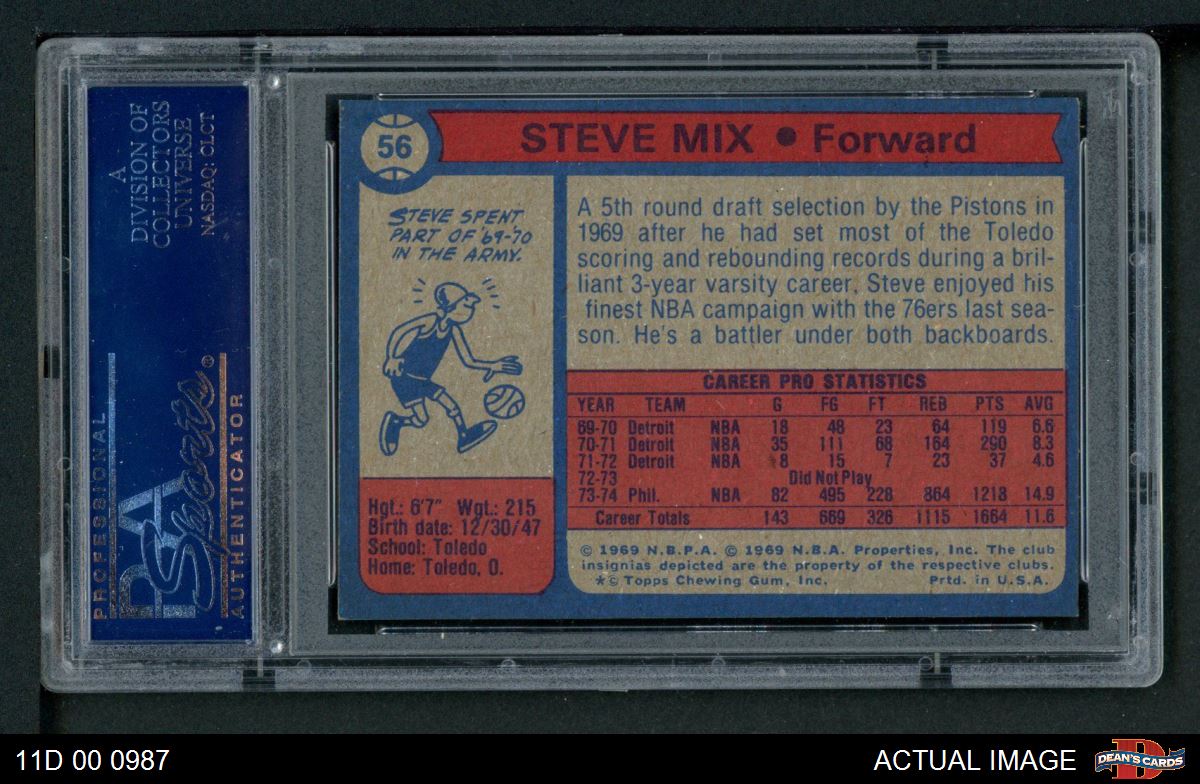 A
DIVISION OF
COLLECTORS
UNIVERSE
NASDAQ: CLCT
PROFESSIONAL
PSA
Sports®
AUTHENTICATOR
56
STEVE MIX ● Forward
STEVE SPENT
PART OF '69-70
IN THE ARMY.
A 5th round draft selection by the Pistons in
1969 after he had set most of the Toledo
scoring and rebounding records during a bril-
liant 3-year varsity career, Steve enjoyed his
finest NBA campaign with the 76ers last sea-
son. He's a battler under both backboards.
CAREER PRO STATISTICS
YEAR TEAM G FG FT REB PTS AVG
69-70 Detroit NBA 18 48 23 64 119 6.6
70-71 Detroit NBA 35 111 68 164 290 8.3
71-72 Detroit NBA 8 15 7 23 37 4.6
72-73 Did Not Play
73-74 Phil. NBA 82 495 228 864 1218 14.9
Career Totals 143 669 326 1115 1664 11.6
Hgt.: 6'7" Wgt.: 215
Birth date: 12/30/47
School: Toledo
Home: Toledo, O.
© 1969 N.B.P.A. © 1969 N.B.A. Properties, Inc. The club
insignias depicted are the property of the respective clubs.
*© Topps Chewing Gum, Inc. Prtd. in U.S.A.
11D 00 0987
ACTUAL IMAGE
D
DEAN'S CARDS